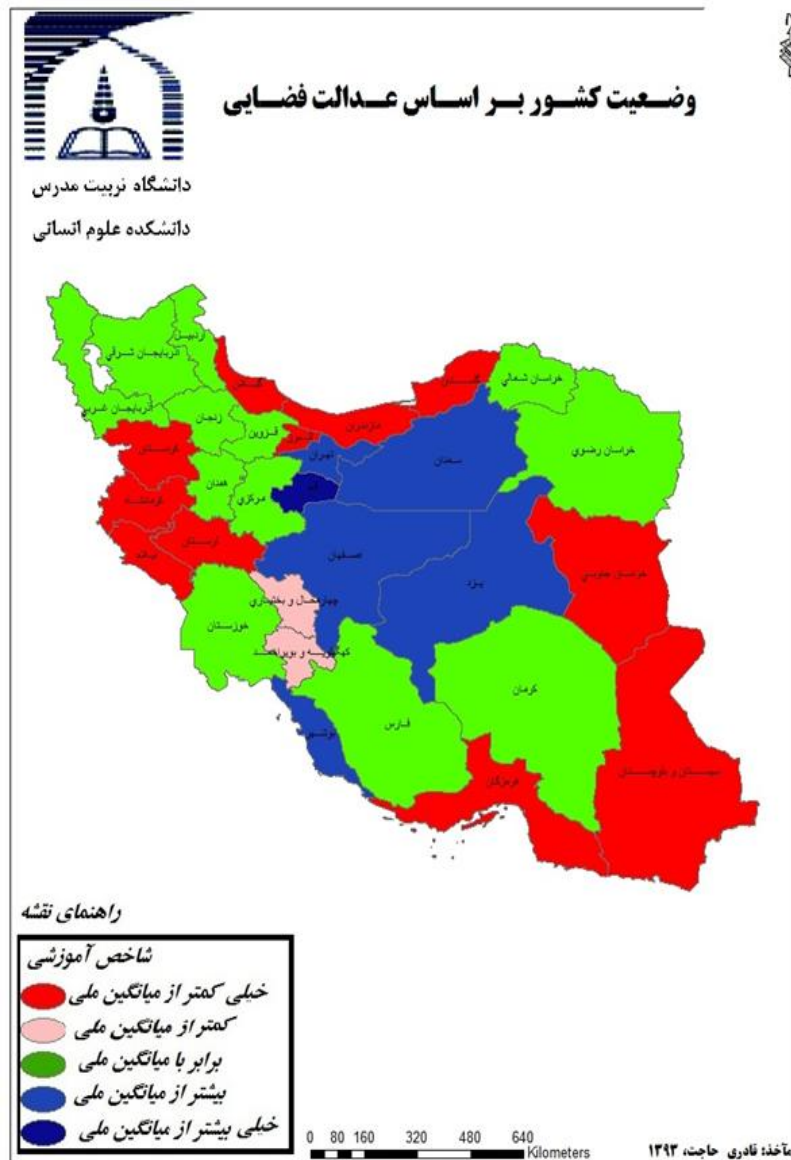 وضعیت کشور بر اساس عدالت فضایی
دانشگاه تربیت مدرس
دانشکده علوم انسانی
اردبیل
آذربایجان شرقی
آذربایجان غربی
گیلان
زنجان
قزوین
البرز
مازندران
خراسان شمالی
خراسان رضوی
کردستان
همدان
تهران
سمنان
کرمانشاه
مرکزی
قم
لرستان
اصفهان
یزد
خراسان جنوبی
چهارمحال و بختیاری
خوزستان
کهگیلویه و بویراحمد
فارس
کرمان
بوشهر
هرمزگان
سیستان و بلوچستان
راهنمای نقشه
شاخص آموزشی
خیلی کمتر از میانگین ملی
کمتر از میانگین ملی
برابر با میانگین ملی
بیشتر از میانگین ملی
خیلی بیشتر از میانگین ملی
0 80 160 320 480 640
Kilometers
مآخذ: قادری حاجت، ۱۳۹۳